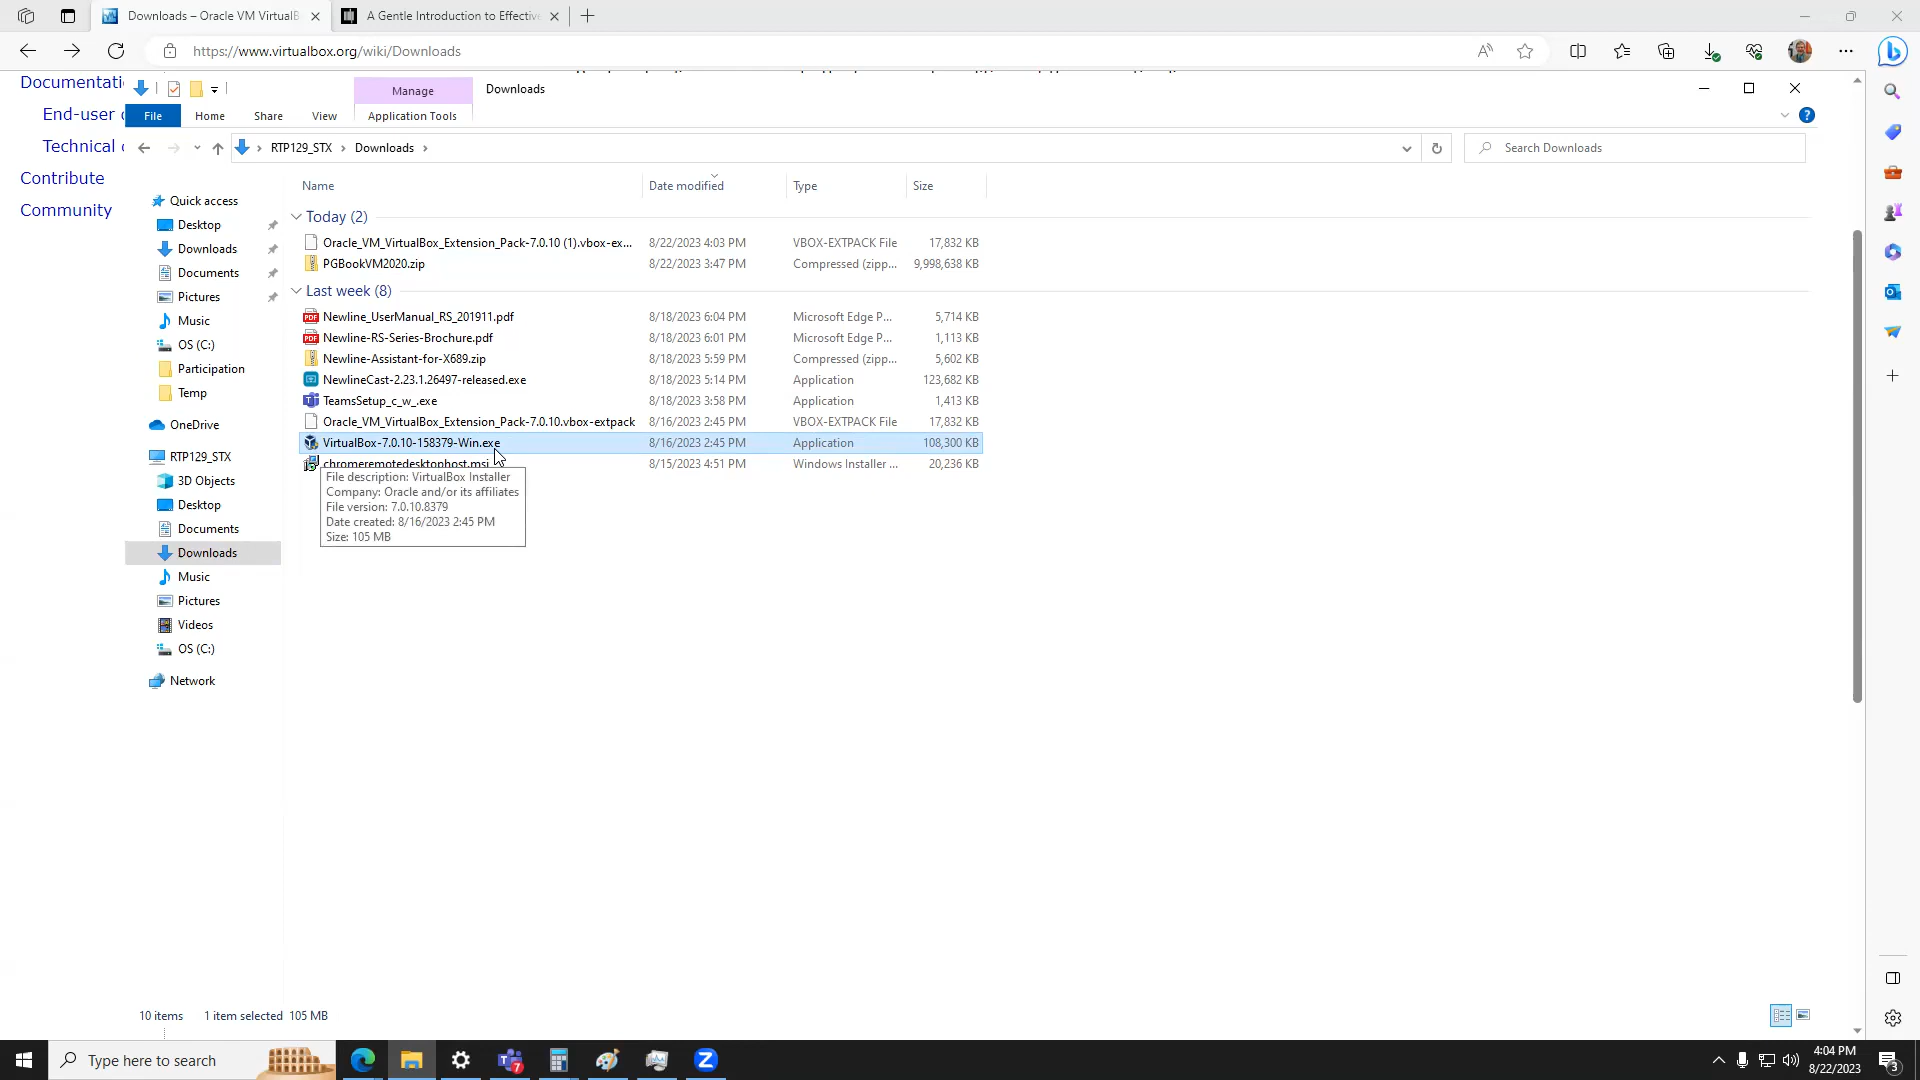 Downloads – Oracle VM VirtualB
A Gentle Introduction to Effective
https://www.virtualbox.org/wiki/Downloads
Documentati
End-user d
Technical d
Contribute
Community
Manage
Downloads
File
Home
Share
View
Application Tools
RTP129_STX > Downloads >
Search Downloads
Name
Date modified
Type
Size
Today (2)
Oracle_VM_VirtualBox_Extension_Pack-7.0.10 (1).vbox-ex... 8/22/2023 4:03 PM VBOX-EXTPACK File 17,832 KB
PGBookVM2020.zip 8/22/2023 3:47 PM Compressed (zipp... 9,998,638 KB
Last week (8)
Newline_UserManual_RS_201911.pdf 8/18/2023 6:04 PM Microsoft Edge P... 5,714 KB
Newline-RS-Series-Brochure.pdf 8/18/2023 6:01 PM Microsoft Edge P... 1,113 KB
Newline-Assistant-for-X689.zip 8/18/2023 5:59 PM Compressed (zipp... 5,602 KB
NewlineCast-2.23.1.26497-released.exe 8/18/2023 5:14 PM Application 123,682 KB
TeamsSetup_c_w_.exe 8/18/2023 3:58 PM Application 1,413 KB
Oracle_VM_VirtualBox_Extension_Pack-7.0.10.vbox-extpack 8/16/2023 2:45 PM VBOX-EXTPACK File 17,832 KB
VirtualBox-7.0.10-158379-Win.exe 8/16/2023 2:45 PM Application 108,300 KB
chromeremotedesktophost.msi 8/15/2023 4:51 PM Windows Installer ... 20,236 KB
File description: VirtualBox Installer
Company: Oracle and/or its affiliates
File version: 7.0.10.8379
Date created: 8/16/2023 2:45 PM
Size: 105 MB
Quick access
Desktop
Downloads
Documents
Pictures
Music
OS (C:)
Participation
Temp
OneDrive
RTP129_STX
3D Objects
Desktop
Documents
Downloads
Music
Pictures
Videos
OS (C:)
Network
10 items
1 item selected 105 MB
Type here to search
7
4:04 PM
8/22/2023
3